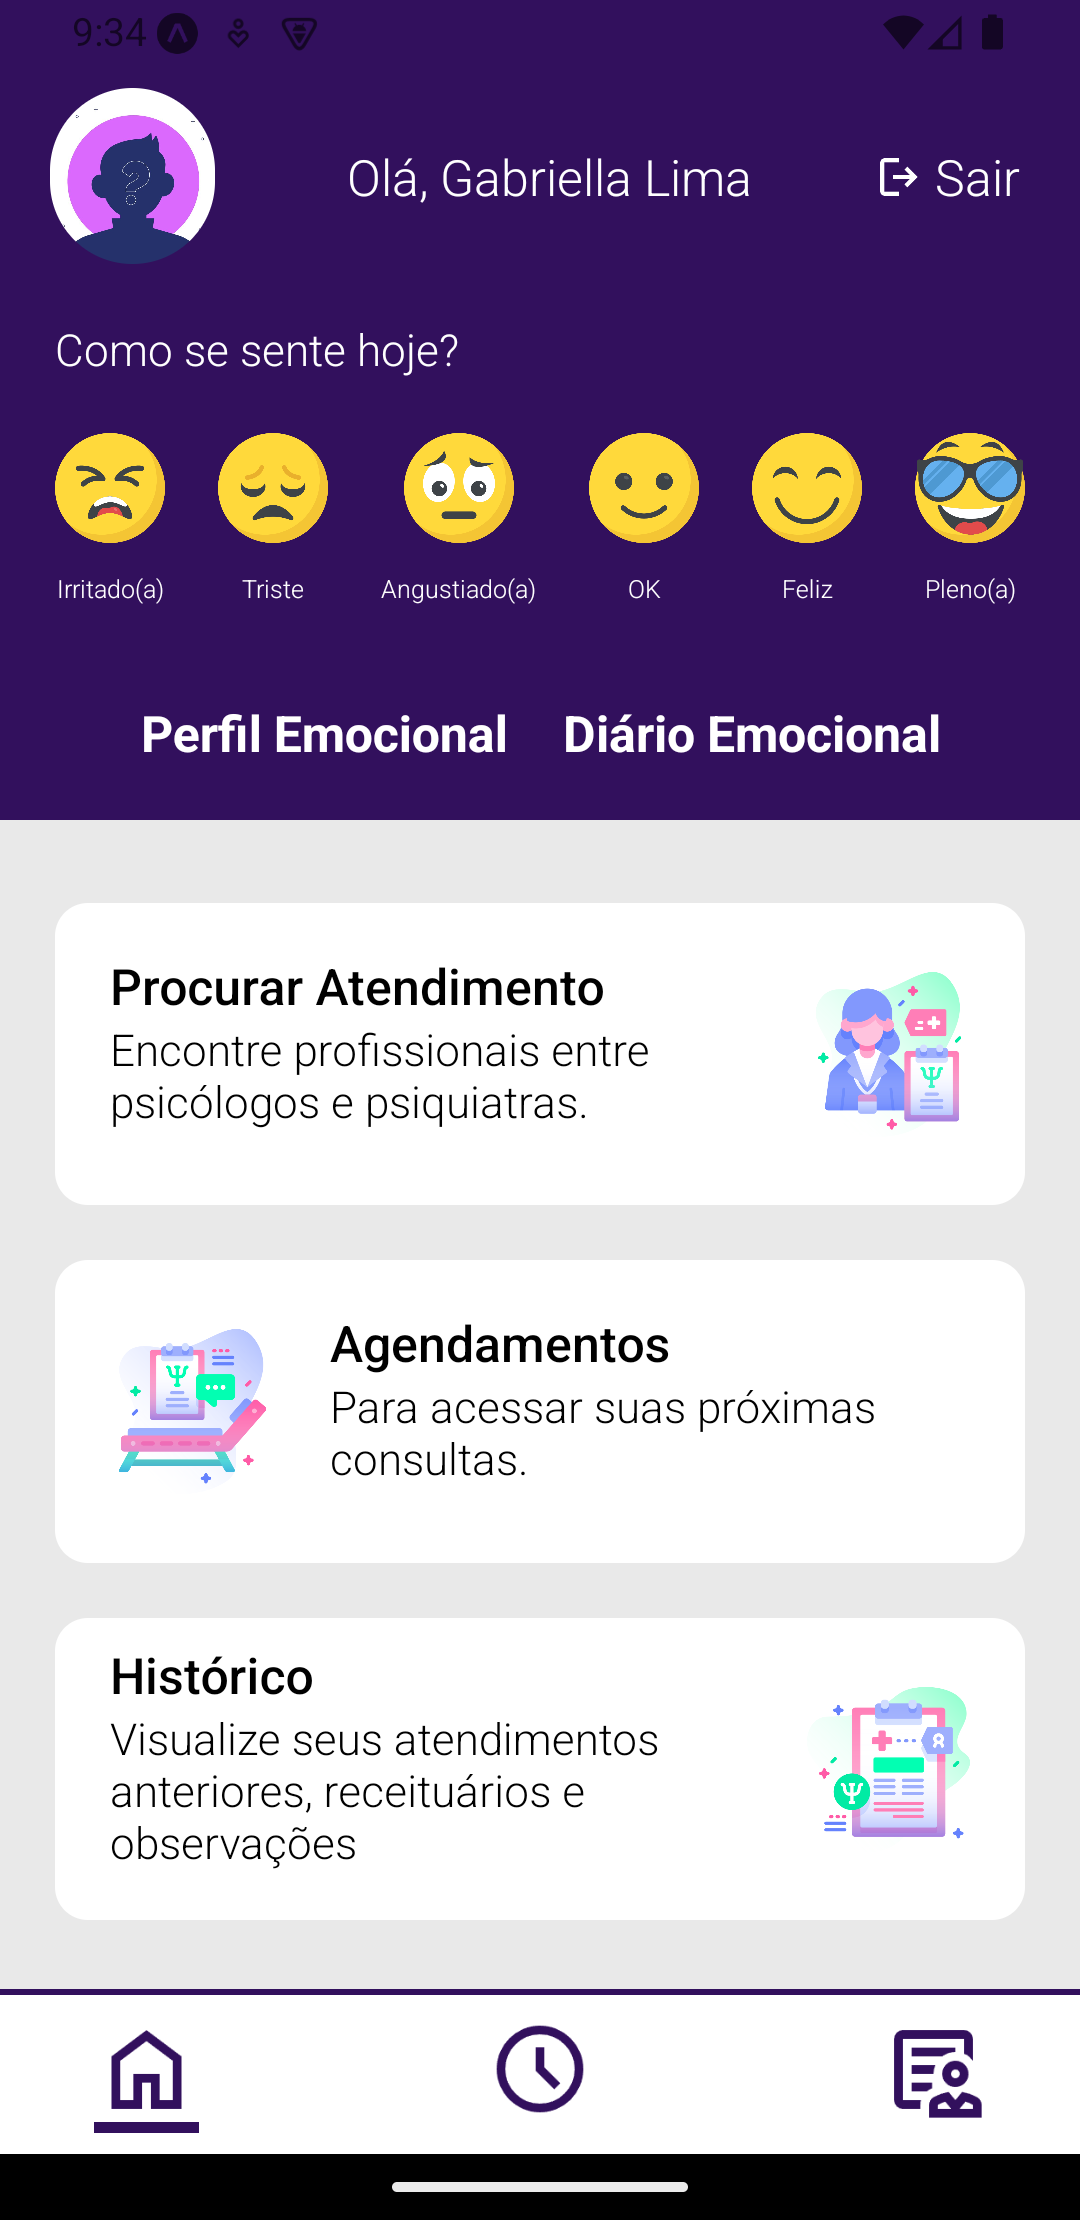 9:34
Olá, Gabriella Lima
Sair
Como se sente hoje?
Irritado(a) Triste Angustiado(a) OK Feliz Pleno(a)
Perfil Emocional Diário Emocional
Procurar Atendimento
Encontre profissionais entre
psicólogos e psiquiatras.
Agendamentos
Para acessar suas próximas
consultas.
Histórico
Visualize seus atendimentos
anteriores, receituários e
observações